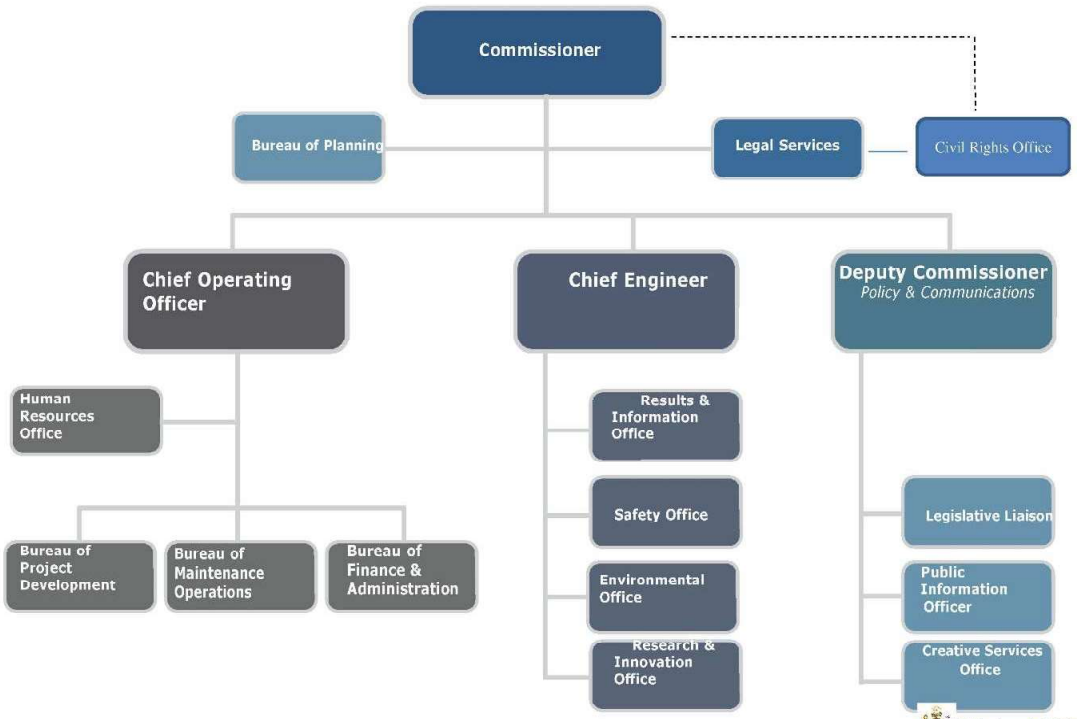 Commissioner
Bureau of Planning
Legal Services
Civil Rights Office
Chief Operating
Officer
Chief Engineer
Deputy Commissioner
Policy & Communications
Human
Resources
Office
Bureau of
Project
Development
Bureau of
Maintenance
Operations
Bureau of
Finance &
Administration
Results &
Information
Office
Safety Office
Environmental
Office
Research &
Innovation
Office
Legislative Liaison
Public
Information
Officer
Creative Services
Office